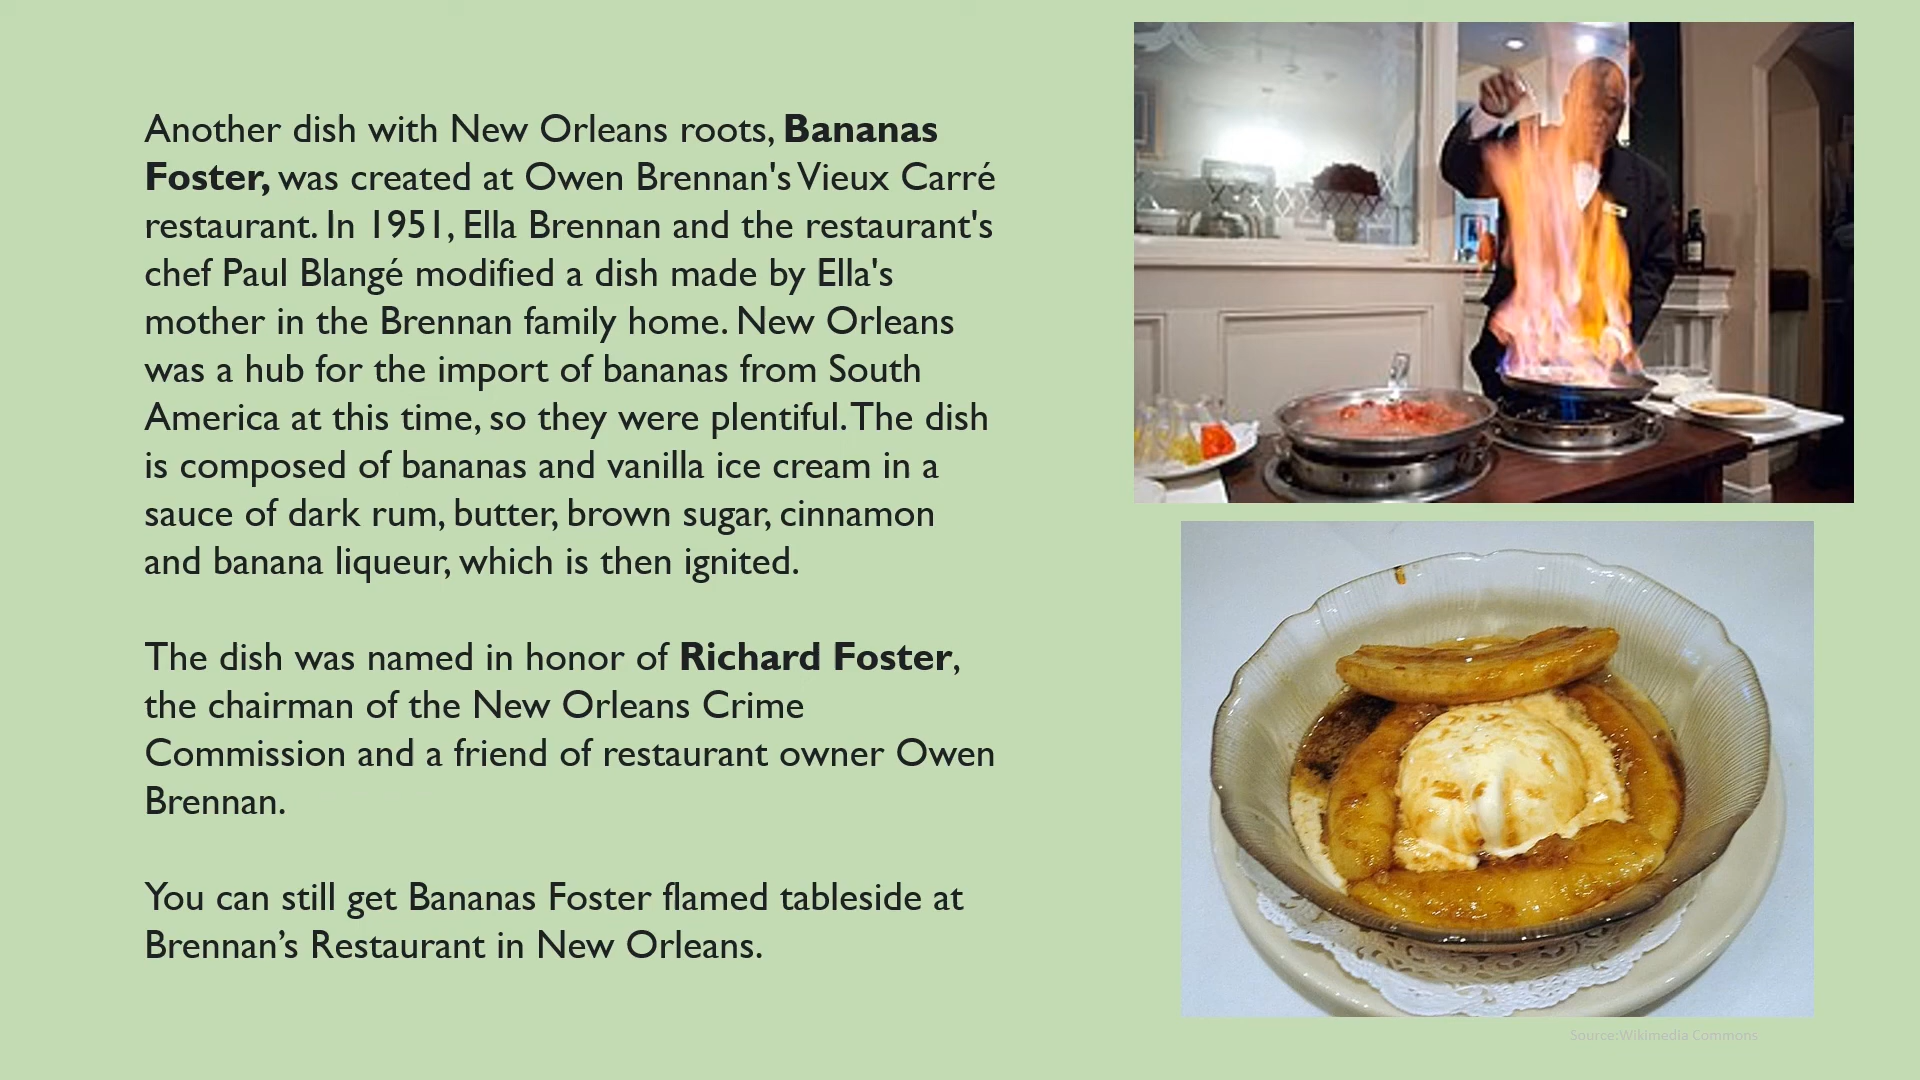 Another dish with New Orleans roots, Bananas
Foster, was created at Owen Brennan's Vieux Carré
restaurant. In 1951, Ella Brennan and the restaurant's
chef Paul Blangé modified a dish made by Ella's
mother in the Brennan family home. New Orleans
was a hub for the import of bananas from South
America at this time, so they were plentiful. The dish
is composed of bananas and vanilla ice cream in a
sauce of dark rum, butter, brown sugar, cinnamon
and banana liqueur, which is then ignited.
The dish was named in honor of Richard Foster,
the chairman of the New Orleans Crime
Commission and a friend of restaurant owner Owen
Brennan.
You can still get Bananas Foster flamed tableside at
Brennan’s Restaurant in New Orleans.
Source:Wikimedia Commons